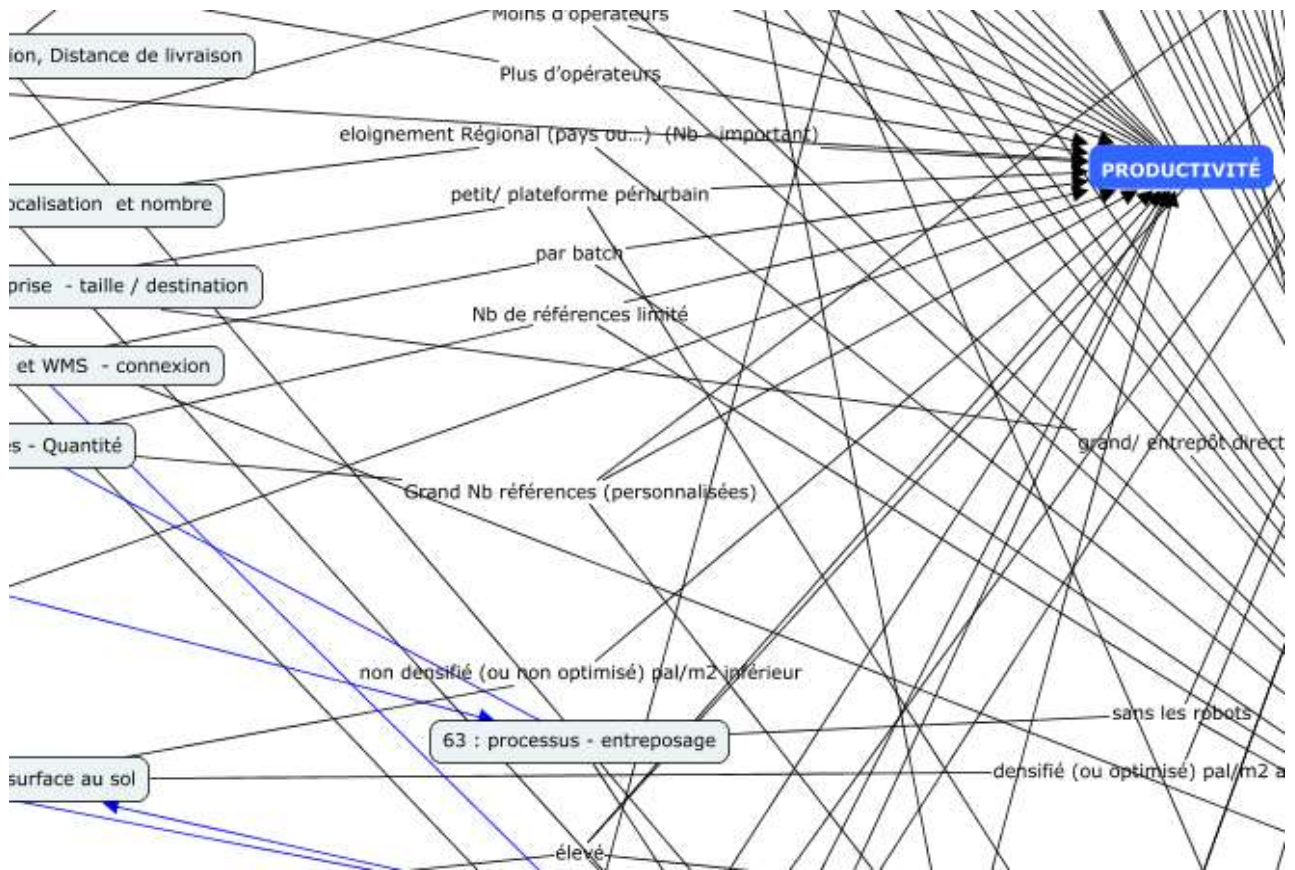 Moins d'opérateurs
ion, Distance de livraison
Plus d'opérateurs
eloignement Régional (pays ou...) (Nb - important)
PRODUCTIVITÉ
petit/ plateforme périurbain
ocalisation et nombre
par batch
prise - taille / destination
Nb de références limité
et WMS - connexion
grand/ entrepôt direct
s - Quantité
Grand Nb références (personnalisées)
non densifié (ou non optimisé) pal/m2 inférieur
sans les robots
63 : processus - entreposage
surface au sol
densifié (ou optimisé) pal/m2 a
élevé